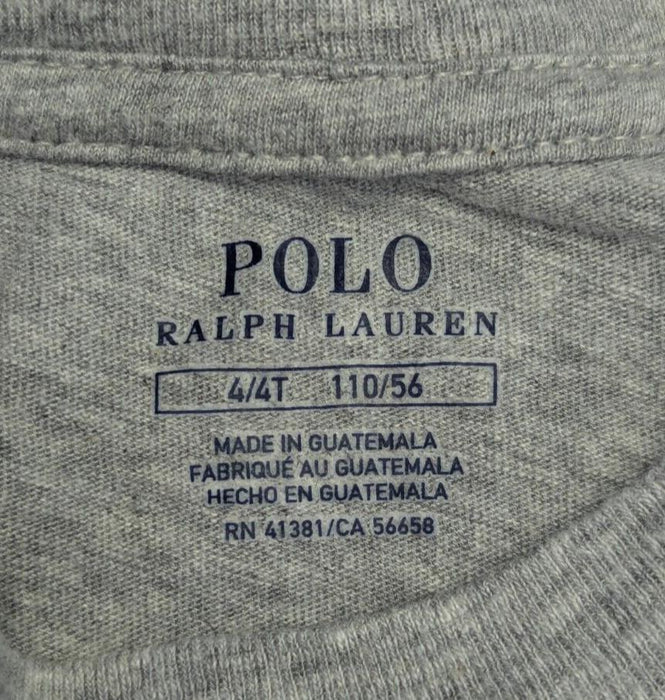 POLO
RALPH LAUREN
4/4T 110/56
MADE IN GUATEMALA
FABRIQUÉ AU GUATEMALA
HECHO EN GUATEMALA
RN 41381/CA 56658